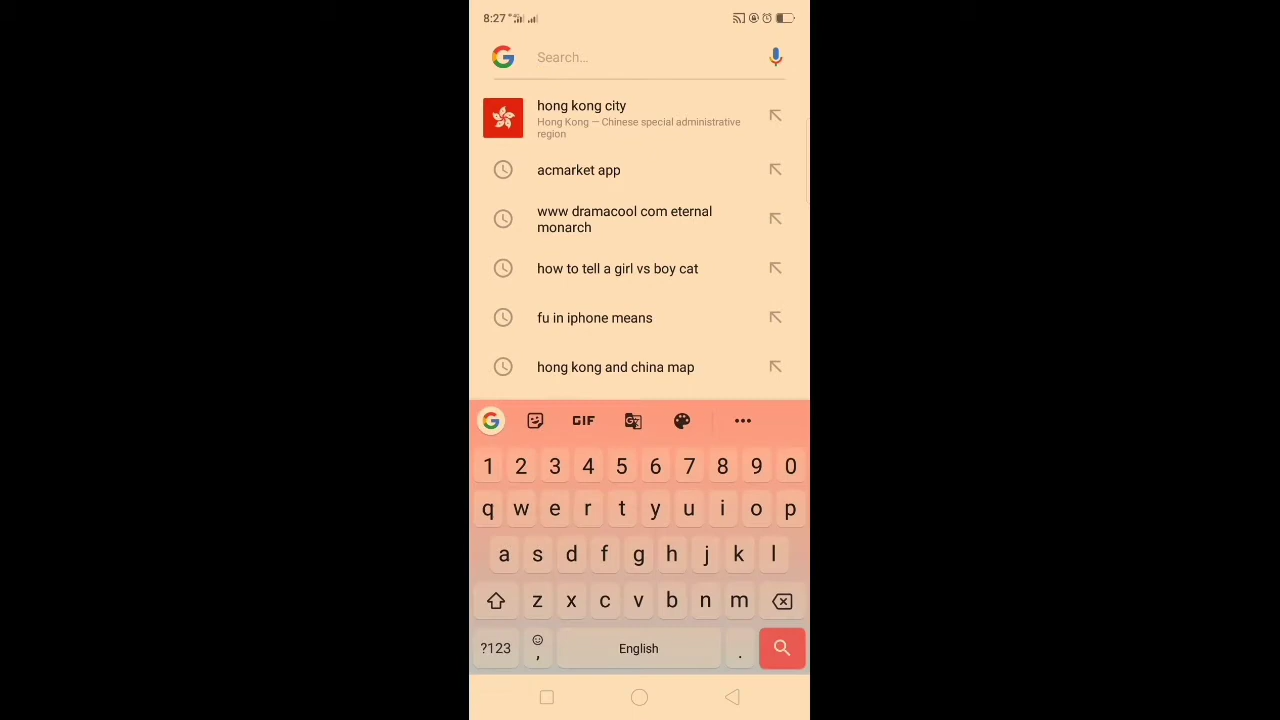 8:27
Search...
hong kong city
Hong Kong — Chinese special administrative
region
acmarket app
www dramacool com eternal
monarch
how to tell a girl vs boy cat
fu in iphone means
hong kong and china map
GIF
1 2 3 4 5 6 7 8 9 0
q w e r t y u i o p
a s d f g h j k l
z x c v b n m
?123 , English .